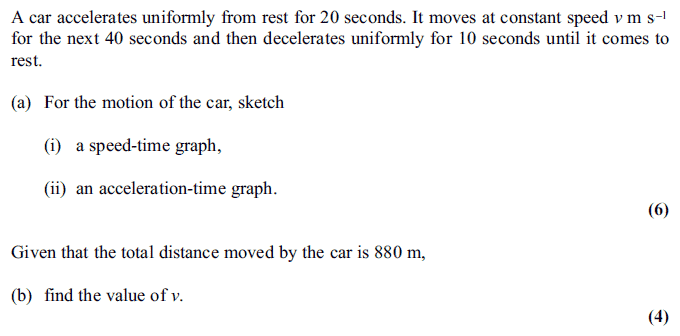 A car accelerates uniformly from rest for 20 seconds. It moves at constant speed v m s⁻¹
for the next 40 seconds and then decelerates uniformly for 10 seconds until it comes to
rest.
(a) For the motion of the car, sketch
(i) a speed-time graph,
(ii) an acceleration-time graph.
(6)
Given that the total distance moved by the car is 880 m,
(b) find the value of v.
(4)